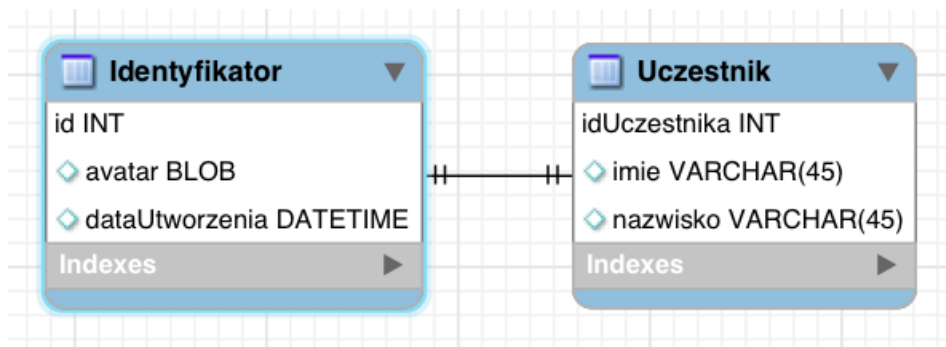 Identyfikator
id INT
avatar BLOB
dataUtworzenia DATETIME
Indexes
Uczestnik
idUczestnika INT
imie VARCHAR(45)
nazwisko VARCHAR(45)
Indexes